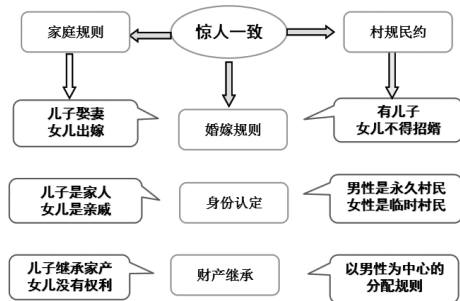 家庭规则
惊人一致
村规民约
儿子娶妻
女儿出嫁
婚嫁规则
有儿子
女儿不得招婿
儿子是家人
女儿是亲戚
身份认定
男性是永久村民
女性是临时村民
儿子继承家产
女儿没有权利
财产继承
以男性为中心的
分配规则